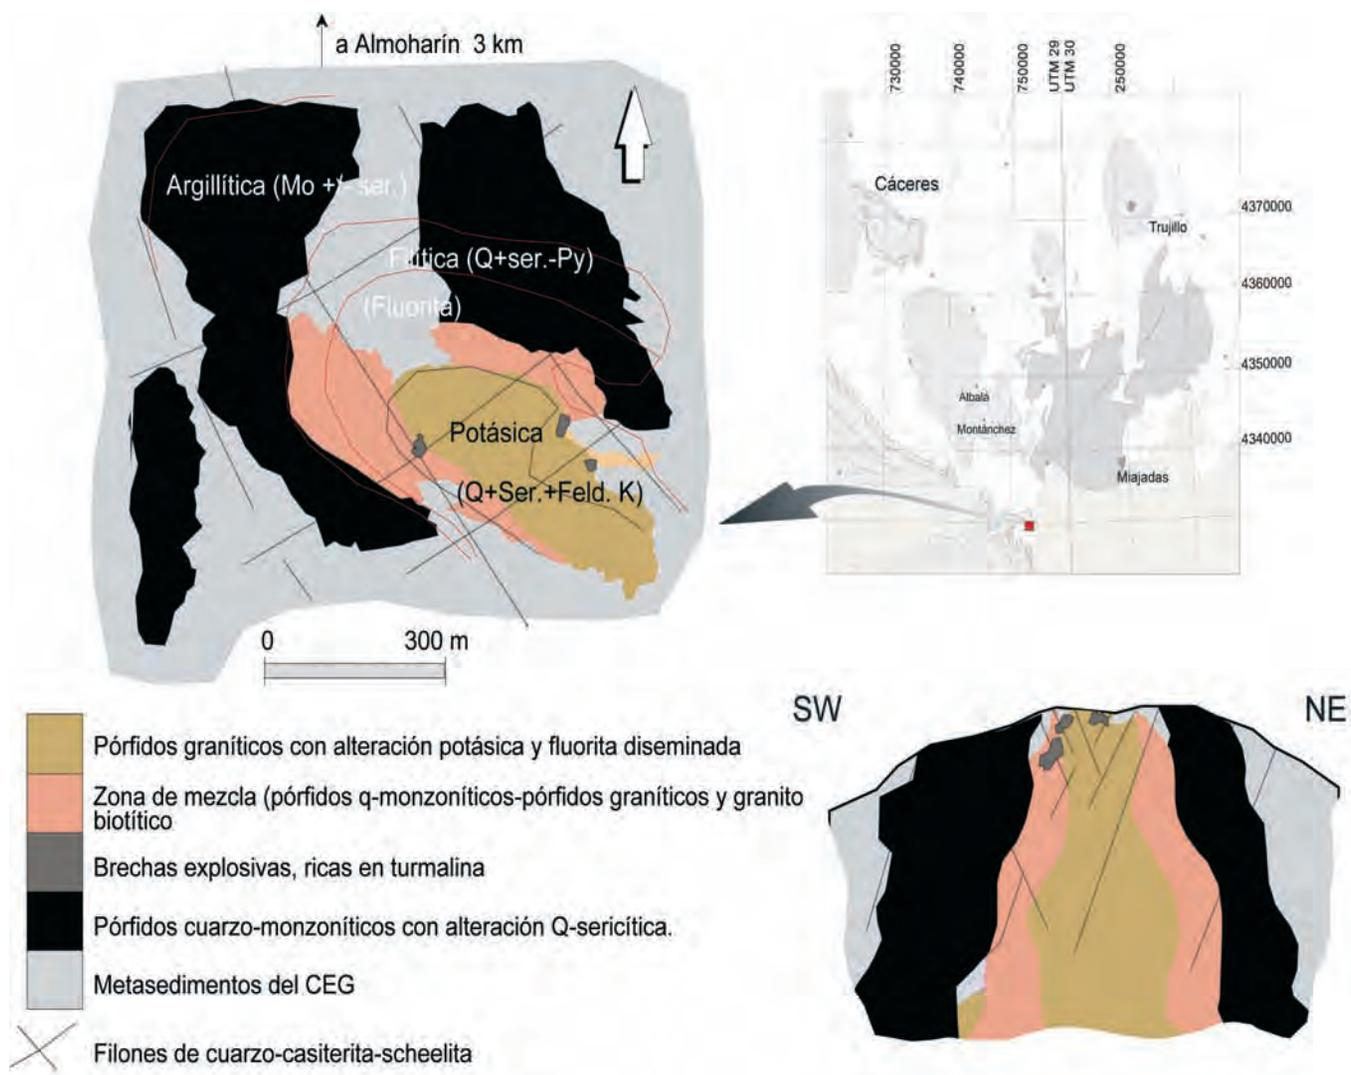 a Almoharín 3 km
Argillítica (Mo +/- ser.)
Fílitica (Q+ser.-Py)
(Fluorita)
Potásica
(Q+Ser.+Feld. K)
0 300 m
730000
740000
750000
UTM 29
UTM 30
250000
Cáceres
4370000
Trujillo
4360000
4350000
Albalá
Montánchez
4340000
Miajadas
SW
NE
Pórfidos graníticos con alteración potásica y fluorita diseminada
Zona de mezcla (pórfidos q-monzoníticos-pórfidos graníticos y granito
biotítico
Brechas explosivas, ricas en turmalina
Pórfidos cuarzo-monzoníticos con alteración Q-sericítica.
Metasedimentos del CEG
Filones de cuarzo-casiterita-scheelita